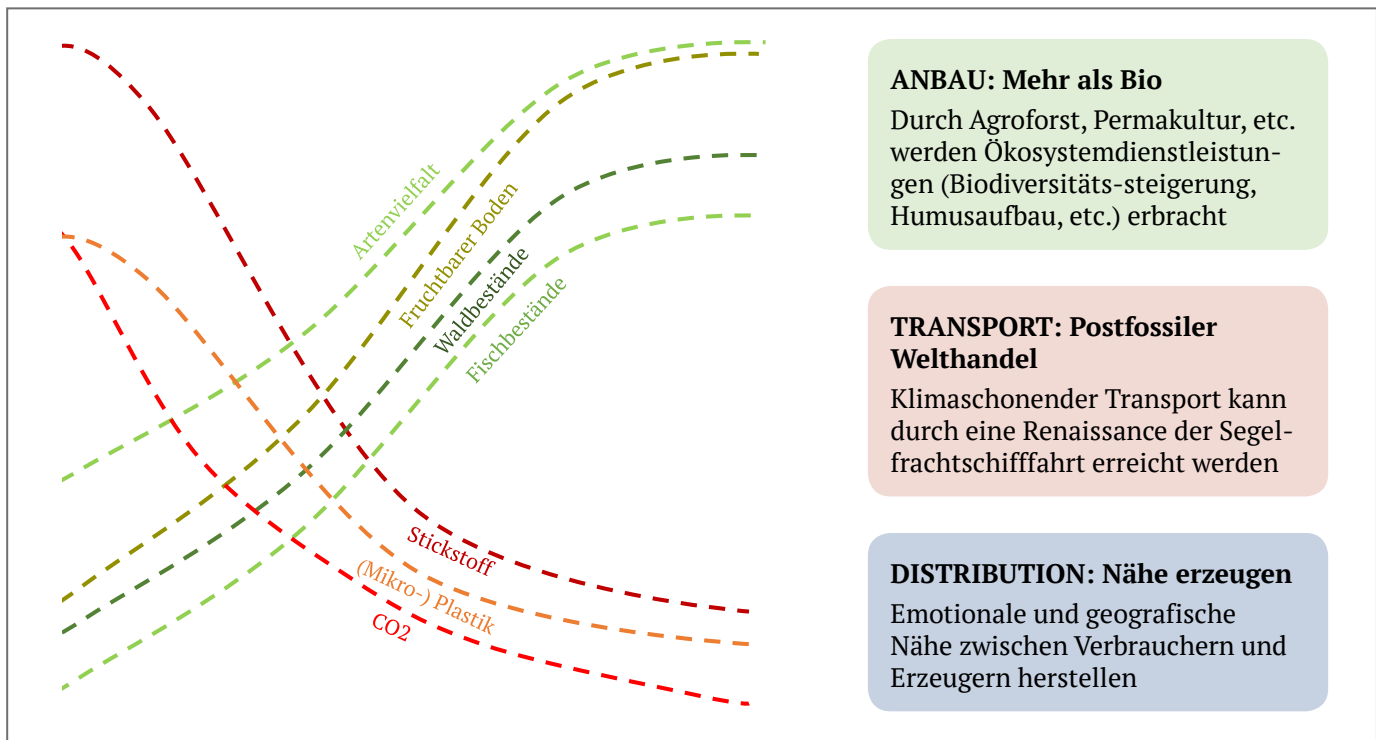 Artenvielfalt
Fruchtbarer Boden
Waldbestände
Fischbestände
Stickstoff
(Mikro-) Plastik
CO2
ANBAU: Mehr als Bio
Durch Agroforst, Permakultur, etc.
werden Ökosystemdienstleistun-
gen (Biodiversitäts-steigerung,
Humusaufbau, etc.) erbracht
TRANSPORT: Postfossiler
Welthandel
Klimaschonender Transport kann
durch eine Renaissance der Segel-
frachtschifffahrt erreicht werden
DISTRIBUTION: Nähe erzeugen
Emotionale und geografische
Nähe zwischen Verbrauchern und
Erzeugern herstellen